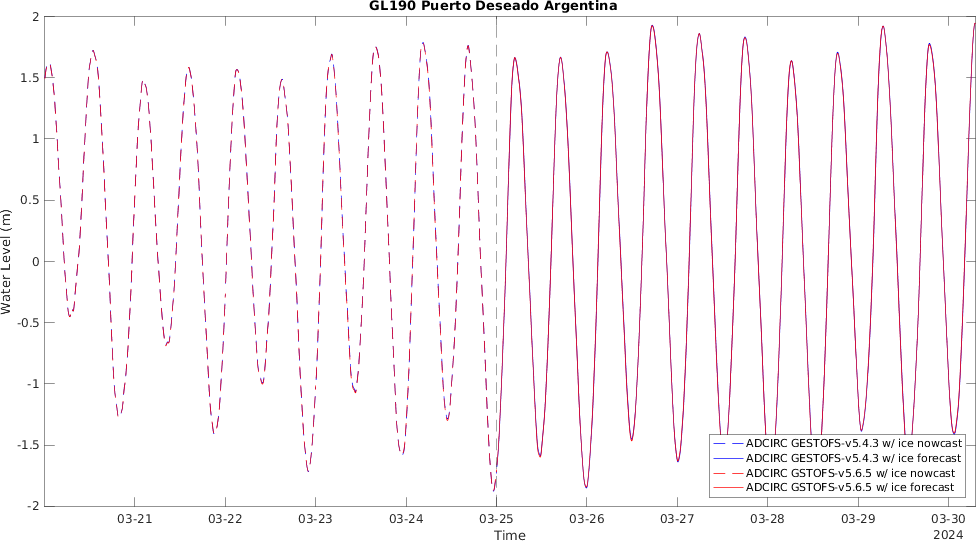 GL190 Puerto Deseado Argentina
2
1.5
1
0.5
0
-0.5
-1
-1.5
-2
Water Level (m)
ADCIRC GESTOFS-v5.4.3 w/ ice nowcast
ADCIRC GESTOFS-v5.4.3 w/ ice forecast
ADCIRC GSTOFS-v5.6.5 w/ ice nowcast
ADCIRC GSTOFS-v5.6.5 w/ ice forecast
03-21 03-22 03-23 03-24 03-25 03-26 03-27 03-28 03-29 03-30
Time 2024